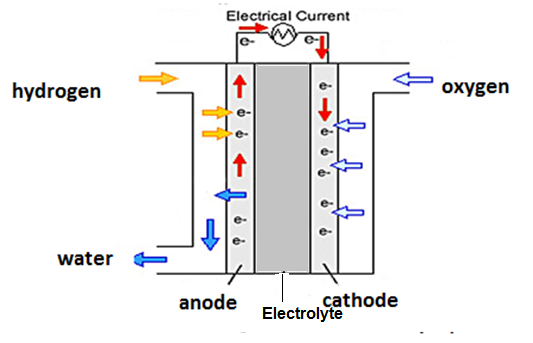 Electrical Current
e-
e-
hydrogen
oxygen
e-
e-
e-
e-
e-
e-
e-
e-
e-
e-
e-
water
anode
cathode
Electrolyte